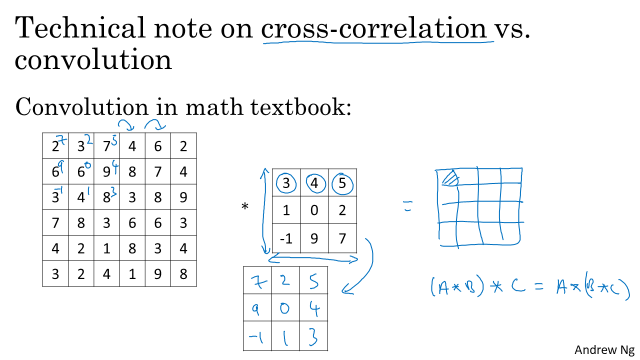 Technical note on cross-correlation vs.
convolution
Convolution in math textbook:
2 7 3 2 7 5 4 6 2
6 9 6 0 9 4 8 7 4
3 -1 4 1 8 3 3 8 9
7 8 3 6 6 3
4 2 1 8 3 4
3 2 4 1 9 8
*
3 4 5
1 0 2
-1 9 7
7 2 5
9 0 4
-1 1 3
=
(A * B) * C = A * (B * C)
Andrew Ng